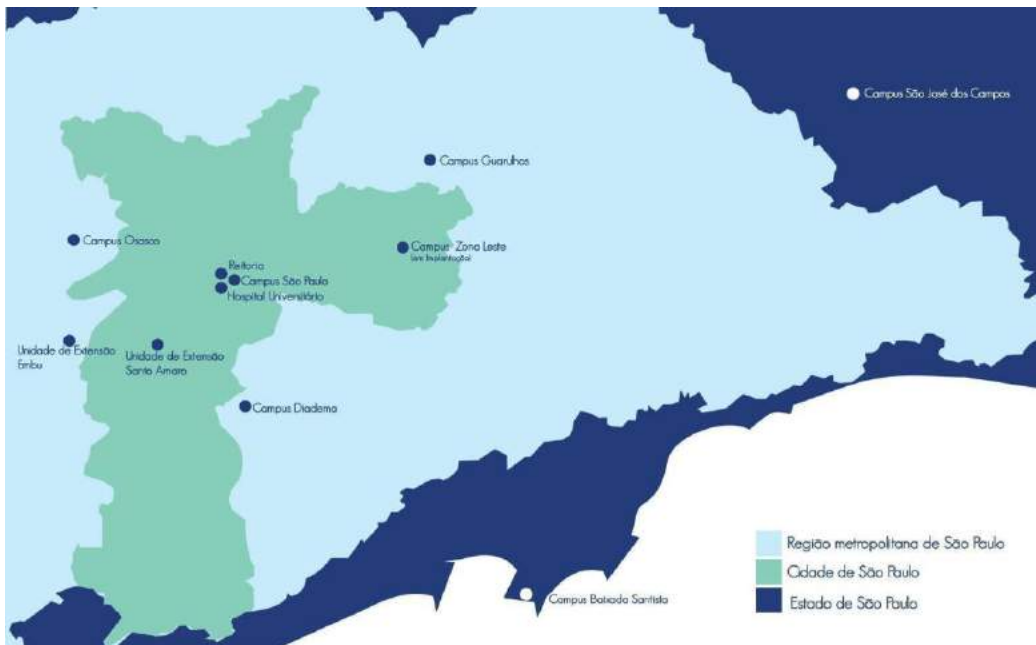 Campus São José dos Campos
Campus Guarulhos
Campus Osasco
Campus Zona Leste
(em Implantação)
Reitoria
Campus São Paulo
Hospital Universitário
Unidade de Extensão
Embu
Unidade de Extensão
Santo Amaro
Campus Diadema
Região metropolitana de São Paulo
Cidade de São Paulo
Campus Baixada Santista
Estado de São Paulo